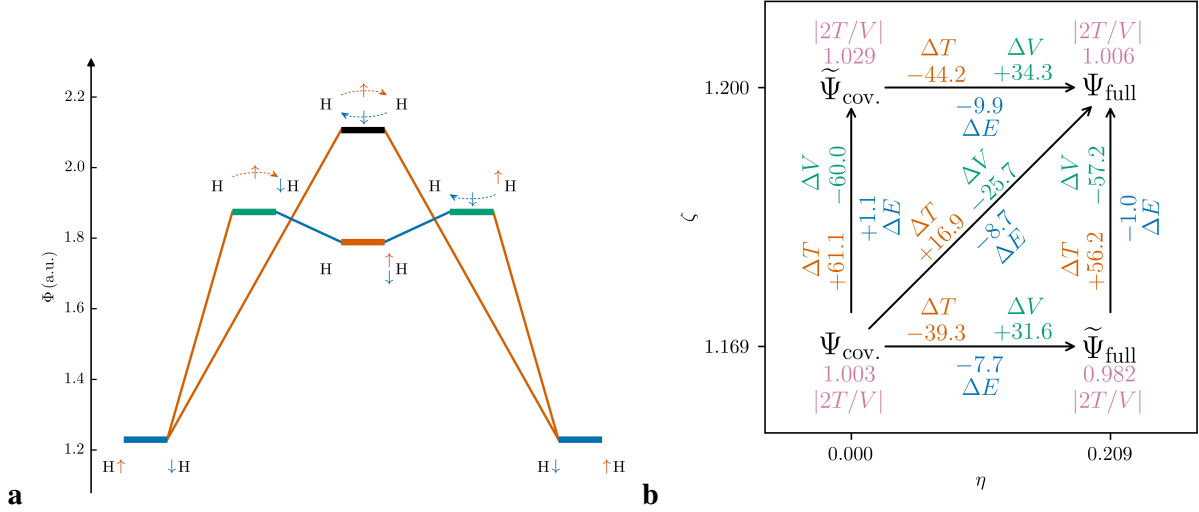 Φ (a.u.)
2.2
2.0
1.8
1.6
1.4
1.2
H ↑ H
↓
H ↑ ↓H
H ↑ H
↓
H ↑↓ H
H↑ ↓H
H↓ ↑H
a
ζ
1.200
1.169
|2T/V|
1.029
Ψ̃cov.
ΔT
−44.2
ΔV
+34.3
−9.9
ΔE
|2T/V|
1.006
Ψfull
ΔV
−60.0
ΔT
+61.1
+1.1
ΔE
ΔV
−25.7
ΔT
+16.9
−8.7
ΔE
ΔV
−57.2
ΔT
+56.2
−1.0
ΔE
Ψcov.
1.003
|2T/V|
ΔT
−39.3
ΔV
+31.6
−7.7
ΔE
Ψ̃full
0.982
|2T/V|
0.000
0.209
η
b